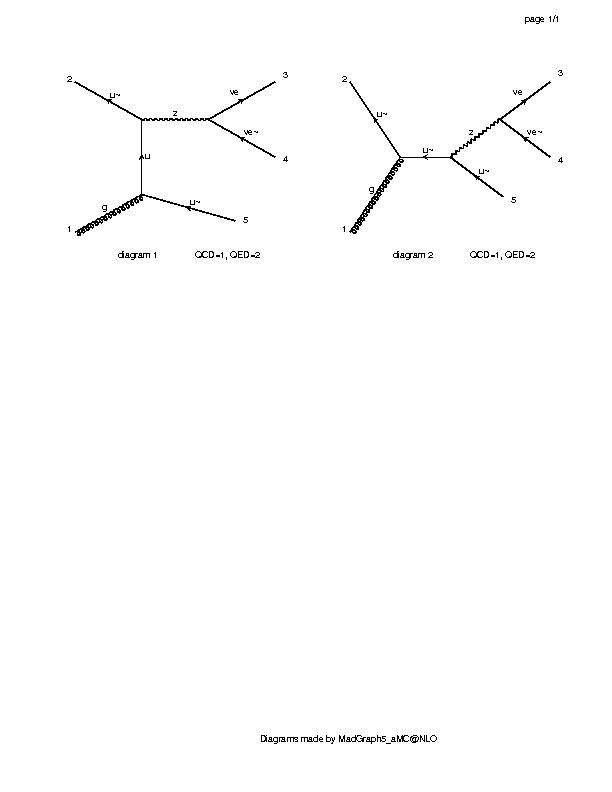 page 1/1
2 u~ z ve 3
ve~ 4
u
g u~ 5
1
diagram 1 QCD=1, QED=2
2 u~ ve 3
z ve~ 4
u~ u~ 5
g
1
diagram 2 QCD=1, QED=2
Diagrams made by MadGraph5_aMC@NLO